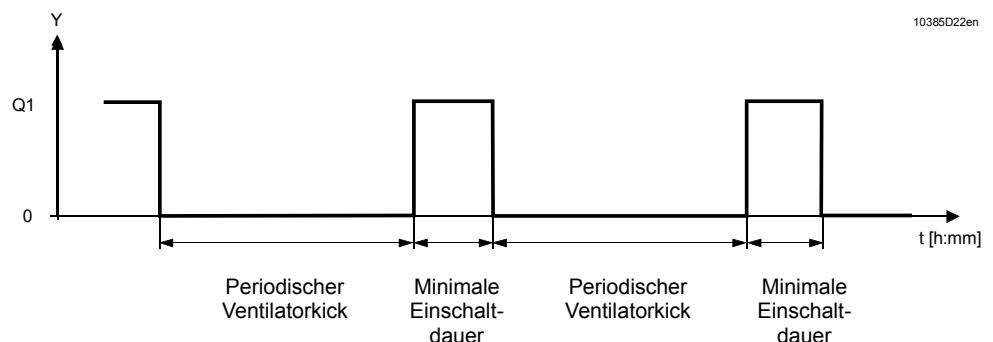 Y
10385D22en
Q1
0
t [h:mm]
Periodischer
Ventilatorkick
Minimale
Einschalt-
dauer
Periodischer
Ventilatorkick
Minimale
Einschalt-
dauer